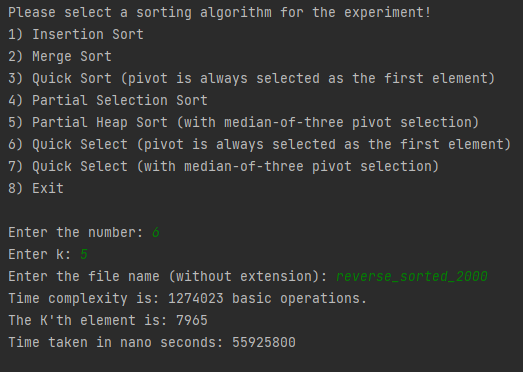 Please select a sorting algorithm for the experiment!
1) Insertion Sort
2) Merge Sort
3) Quick Sort (pivot is always selected as the first element)
4) Partial Selection Sort
5) Partial Heap Sort (with median-of-three pivot selection)
6) Quick Select (pivot is always selected as the first element)
7) Quick Select (with median-of-three pivot selection)
8) Exit
Enter the number: 6
Enter k: 5
Enter the file name (without extension): reverse_sorted_2000
Time complexity is: 1274023 basic operations.
The K'th element is: 7965
Time taken in nano seconds: 55925800